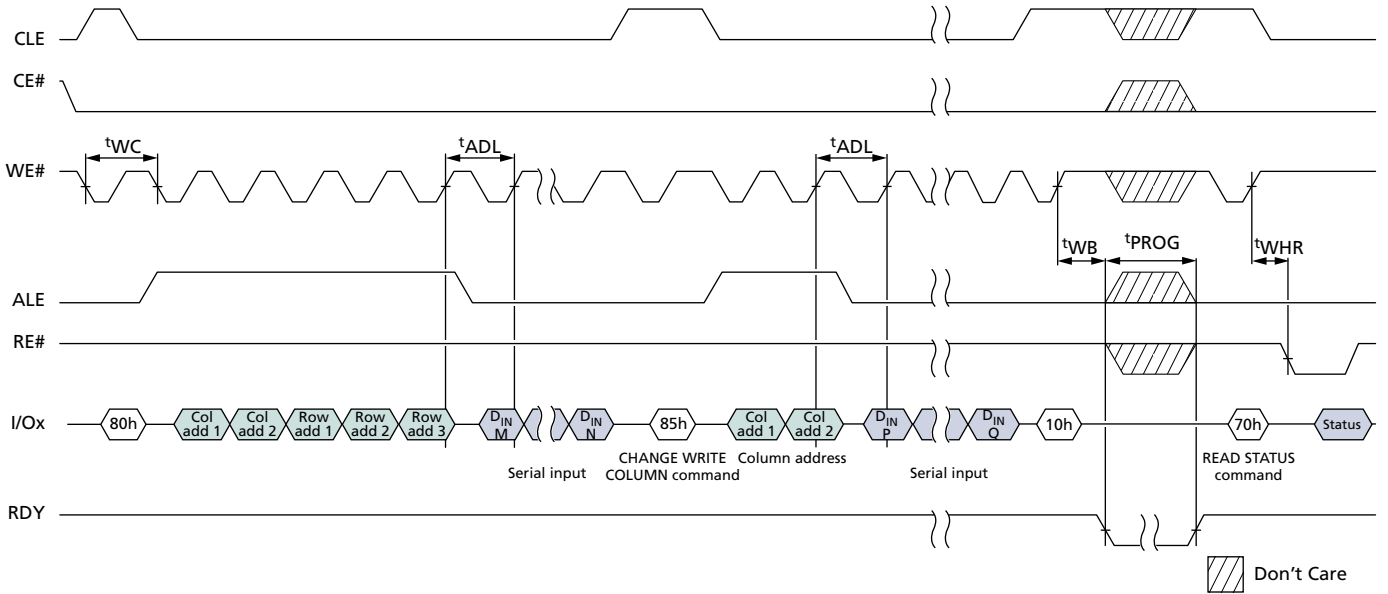 CLE
CE#
tWC
tADL
tADL
WE#
tWB
tPROG
tWHR
ALE
RE#
I/Ox
80h
Col add 1
Col add 2
Row add 1
Row add 2
Row add 3
DIN M
DIN N
85h
Col add 1
Col add 2
DIN P
DIN Q
10h
70h
Status
Serial input
CHANGE WRITE
COLUMN command
Column address
Serial input
READ STATUS
command
RDY
Don't Care